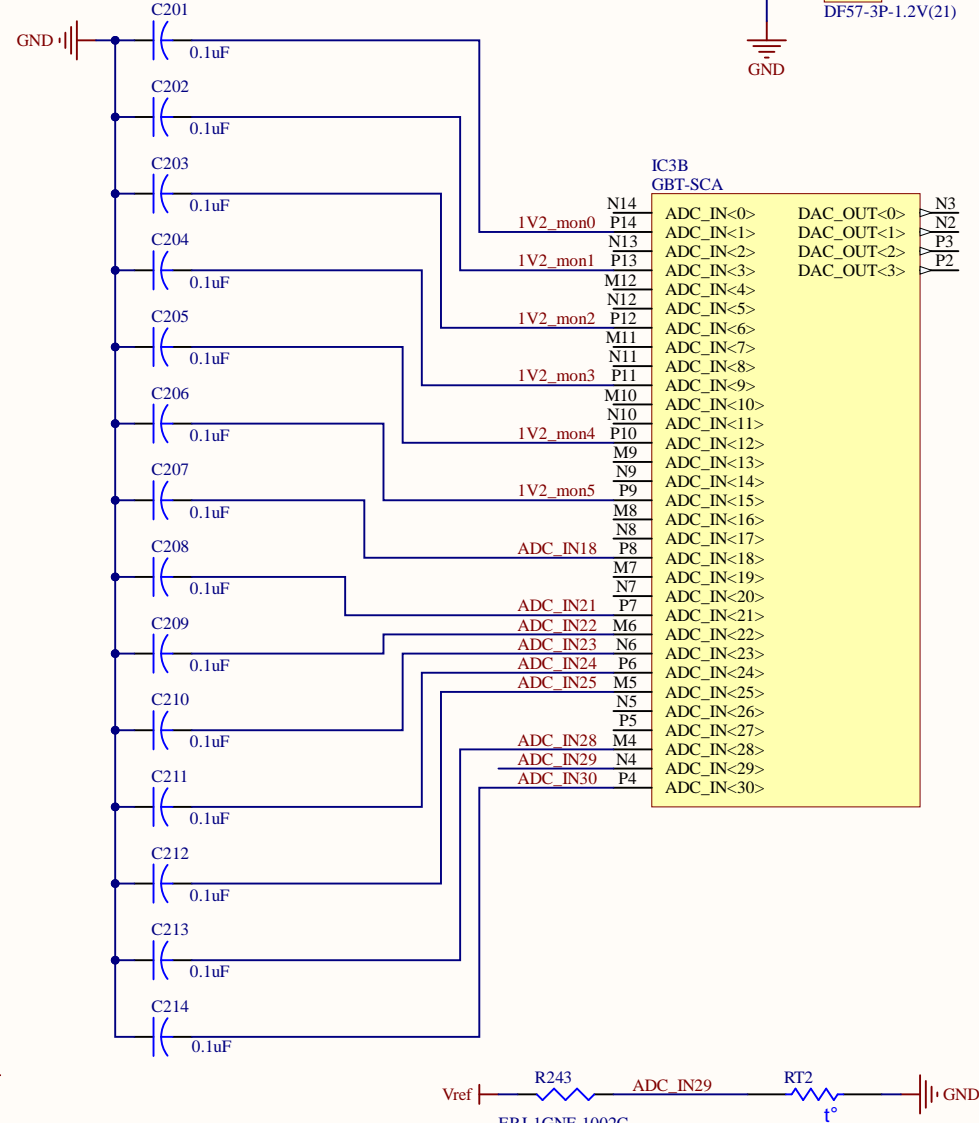 DF57-3P-1.2V(21)
GND
C201
0.1uF
GND
C202
0.1uF
C203
0.1uF
C204
0.1uF
C205
0.1uF
C206
0.1uF
C207
0.1uF
C208
0.1uF
C209
0.1uF
C210
0.1uF
C211
0.1uF
C212
0.1uF
C213
0.1uF
C214
0.1uF
IC3B
GBT-SCA
N14 ADC_IN<0> DAC_OUT<0> N3
1V2_mon0 P14 ADC_IN<1> DAC_OUT<1> N2
N13 ADC_IN<2> DAC_OUT<2> P3
1V2_mon1 P13 ADC_IN<3> DAC_OUT<3> P2
M12 ADC_IN<4>
N12 ADC_IN<5>
1V2_mon2 P12 ADC_IN<6>
M11 ADC_IN<7>
N11 ADC_IN<8>
1V2_mon3 P11 ADC_IN<9>
M10 ADC_IN<10>
N10 ADC_IN<11>
1V2_mon4 P10 ADC_IN<12>
M9 ADC_IN<13>
N9 ADC_IN<14>
1V2_mon5 P9 ADC_IN<15>
M8 ADC_IN<16>
N8 ADC_IN<17>
ADC_IN18 P8 ADC_IN<18>
M7 ADC_IN<19>
N7 ADC_IN<20>
ADC_IN21 P7 ADC_IN<21>
ADC_IN22 M6 ADC_IN<22>
ADC_IN23 N6 ADC_IN<23>
ADC_IN24 P6 ADC_IN<24>
ADC_IN25 M5 ADC_IN<25>
N5 ADC_IN<26>
P5 ADC_IN<27>
ADC_IN28 M4 ADC_IN<28>
ADC_IN29 N4 ADC_IN<29>
ADC_IN30 P4 ADC_IN<30>
R243 ADC_IN29 RT2
Vref GND
t°